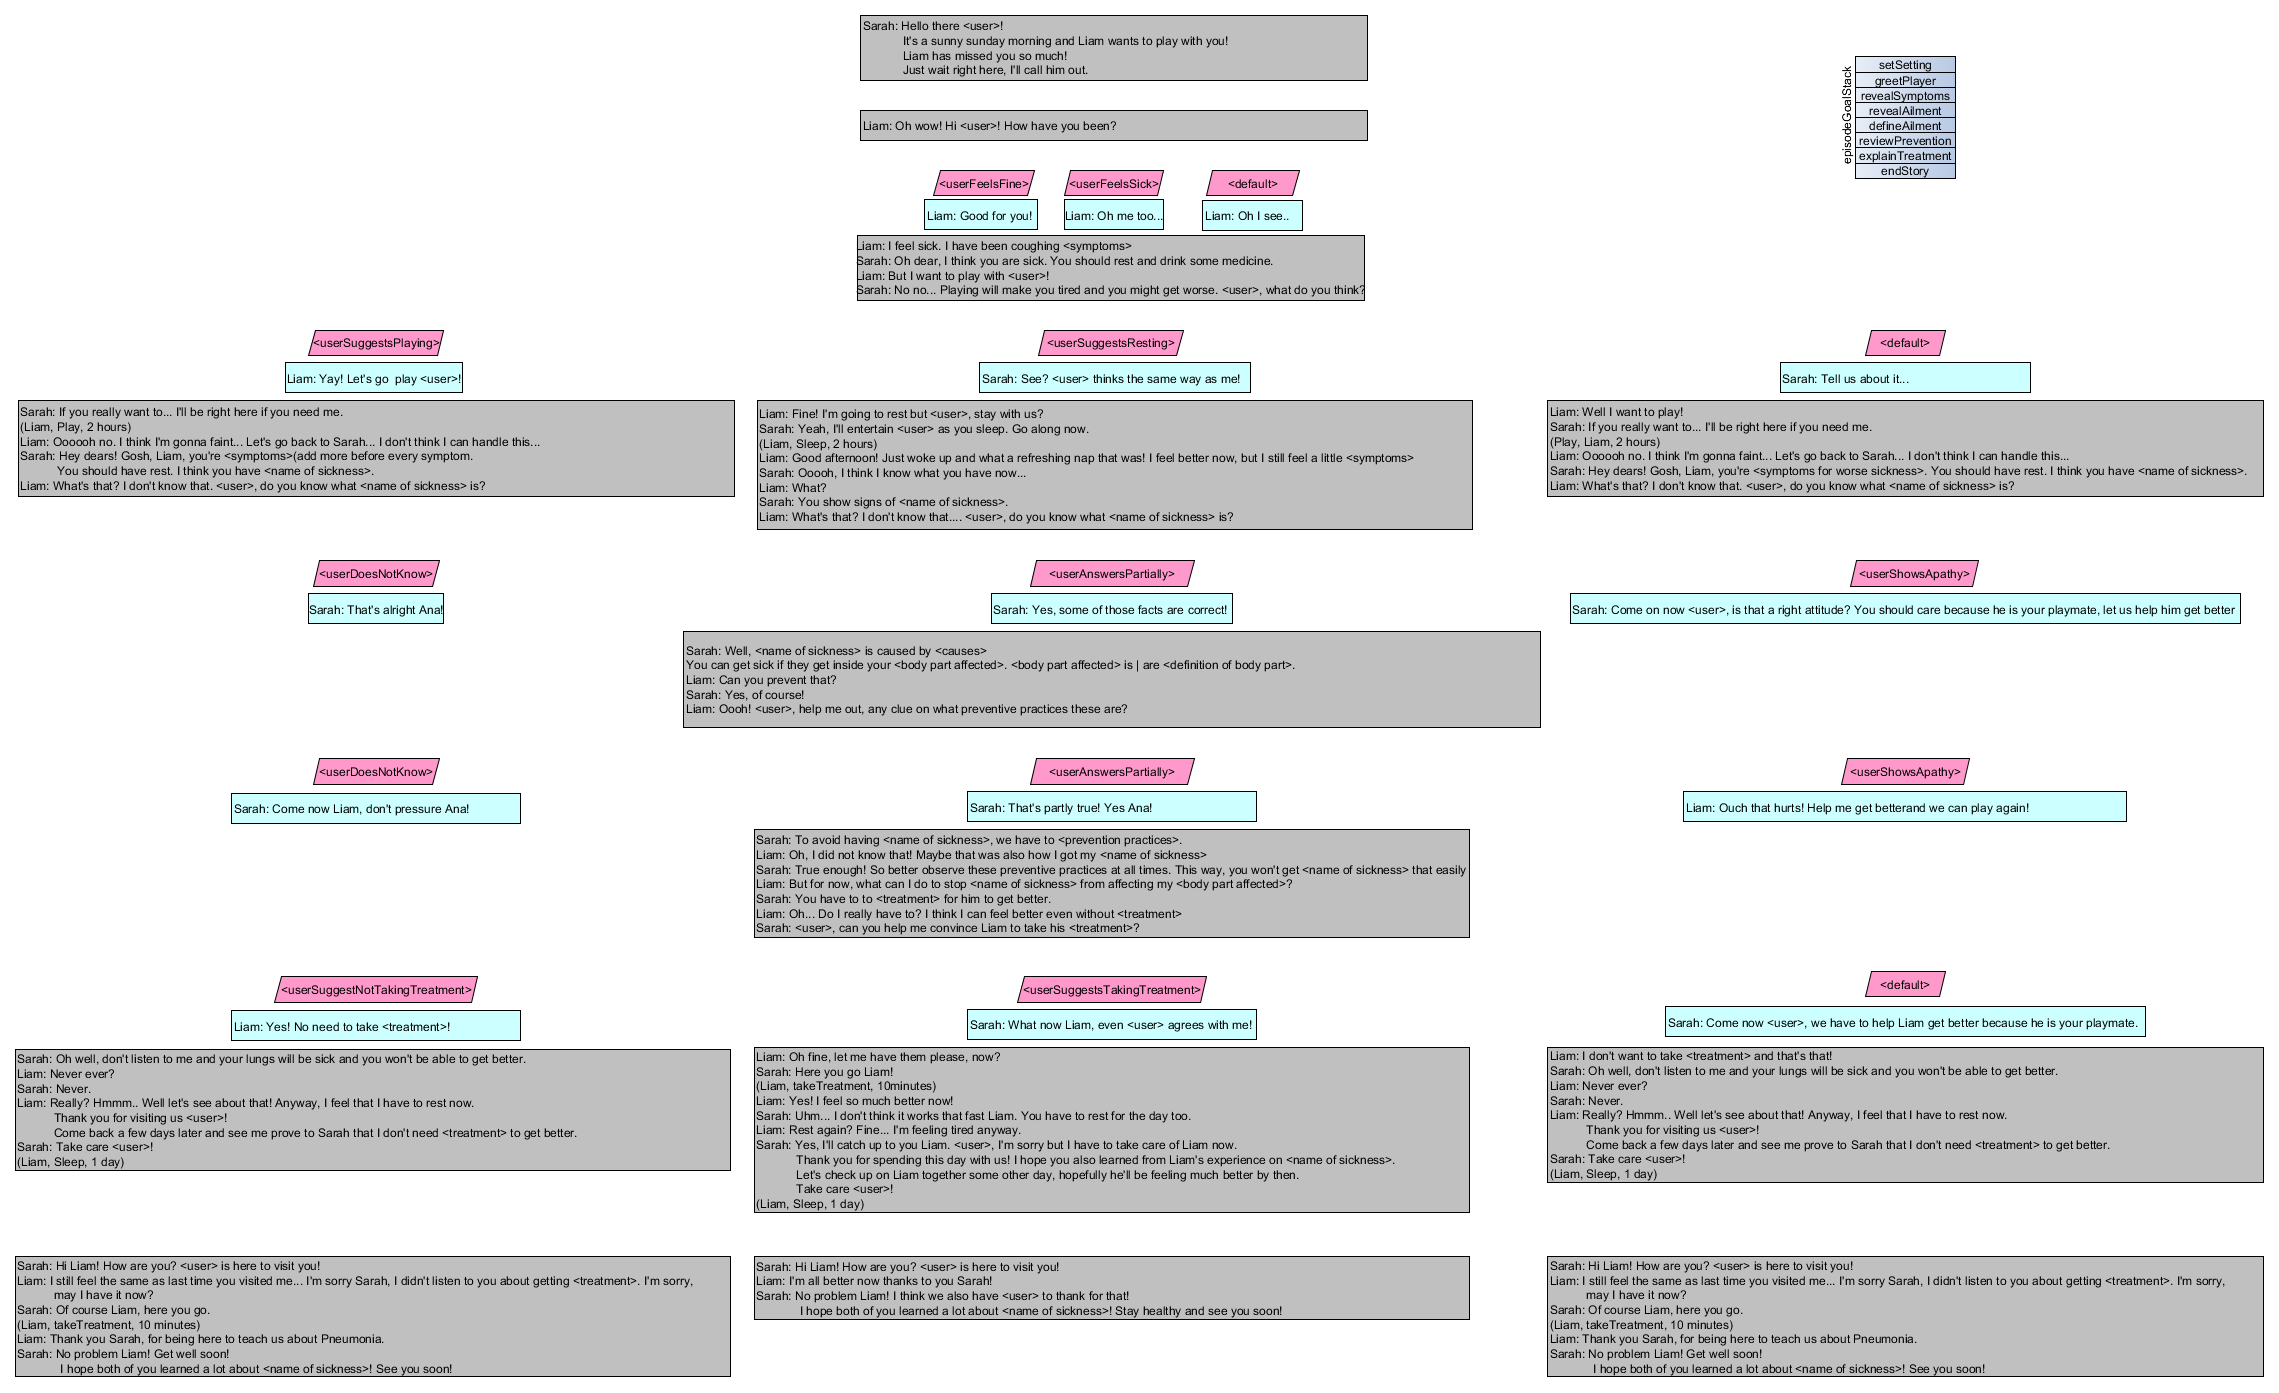 Sarah: Hello there <user>!
It's a sunny sunday morning and Liam wants to play with you!
Liam has missed you so much!
Just wait right here, I'll call him out.
episodeGoalStack
setSetting
greetPlayer
revealSymptoms
revealAilment
defineAilment
reviewPrevention
explainTreatment
endStory
Liam: Oh wow! Hi <user>! How have you been?
<userFeelsFine>
<userFeelsSick>
<default>
Liam: Good for you!
Liam: Oh me too...
Liam: Oh I see..
Liam: I feel sick. I have been coughing <symptoms>
Sarah: Oh dear, I think you are sick. You should rest and drink some medicine.
Liam: But I want to play with <user>!
Sarah: No no... Playing will make you tired and you might get worse. <user>, what do you think?
<userSuggestsPlaying>
Liam: Yay! Let's go  play <user>!
Sarah: If you really want to... I'll be right here if you need me.
(Liam, Play, 2 hours)
Liam: Oooooh no. I think I'm gonna faint... Let's go back to Sarah... I don't think I can handle this...
Sarah: Hey dears! Gosh, Liam, you're <symptoms>(add more before every symptom.
You should have rest. I think you have <name of sickness>.
Liam: What's that? I don't know that. <user>, do you know what <name of sickness> is?
<userSuggestsResting>
Sarah: See? <user> thinks the same way as me!
Liam: Fine! I'm going to rest but <user>, stay with us?
Sarah: Yeah, I'll entertain <user> as you sleep. Go along now.
(Liam, Sleep, 2 hours)
Liam: Good afternoon! Just woke up and what a refreshing nap that was! I feel better now, but I still feel a little <symptoms>
Sarah: Ooooh, I think I know what you have now...
Liam: What?
Sarah: You show signs of <name of sickness>.
Liam: What's that? I don't know that.... <user>, do you know what <name of sickness> is?
<default>
Sarah: Tell us about it...
Liam: Well I want to play!
Sarah: If you really want to... I'll be right here if you need me.
(Play, Liam, 2 hours)
Liam: Oooooh no. I think I'm gonna faint... Let's go back to Sarah... I don't think I can handle this...
Sarah: Hey dears! Gosh, Liam, you're <symptoms for worse sickness>. You should have rest. I think you have <name of sickness>.
Liam: What's that? I don't know that. <user>, do you know what <name of sickness> is?
<userDoesNotKnow>
Sarah: That's alright Ana!
<userAnswersPartially>
Sarah: Yes, some of those facts are correct!
<userShowsApathy>
Sarah: Come on now <user>, is that a right attitude? You should care because he is your playmate, let us help him get better
Sarah: Well, <name of sickness> is caused by <causes>
You can get sick if they get inside your <body part affected>. <body part affected> is | are <definition of body part>.
Liam: Can you prevent that?
Sarah: Yes, of course!
Liam: Oooh! <user>, help me out, any clue on what preventive practices these are?
<userDoesNotKnow>
Sarah: Come now Liam, don't pressure Ana!
<userAnswersPartially>
Sarah: That's partly true! Yes Ana!
<userShowsApathy>
Liam: Ouch that hurts! Help me get betterand we can play again!
Sarah: To avoid having <name of sickness>, we have to <prevention practices>.
Liam: Oh, I did not know that! Maybe that was also how I got my <name of sickness>
Sarah: True enough! So better observe these preventive practices at all times. This way, you won't get <name of sickness> that easily
Liam: But for now, what can I do to stop <name of sickness> from affecting my <body part affected>?
Sarah: You have to to <treatment> for him to get better.
Liam: Oh... Do I really have to? I think I can feel better even without <treatment>
Sarah: <user>, can you help me convince Liam to take his <treatment>?
<userSuggestNotTakingTreatment>
Liam: Yes! No need to take <treatment>!
Sarah: Oh well, don't listen to me and your lungs will be sick and you won't be able to get better.
Liam: Never ever?
Sarah: Never.
Liam: Really? Hmmm.. Well let's see about that! Anyway, I feel that I have to rest now.
Thank you for visiting us <user>!
Come back a few days later and see me prove to Sarah that I don't need <treatment> to get better.
Sarah: Take care <user>!
(Liam, Sleep, 1 day)
<userSuggestsTakingTreatment>
Sarah: What now Liam, even <user> agrees with me!
Liam: Oh fine, let me have them please, now?
Sarah: Here you go Liam!
(Liam, takeTreatment, 10minutes)
Liam: Yes! I feel so much better now!
Sarah: Uhm... I don't think it works that fast Liam. You have to rest for the day too.
Liam: Rest again? Fine... I'm feeling tired anyway.
Sarah: Yes, I'll catch up to you Liam. <user>, I'm sorry but I have to take care of Liam now.
Thank you for spending this day with us! I hope you also learned from Liam's experience on <name of sickness>.
Let's check up on Liam together some other day, hopefully he'll be feeling much better by then.
Take care <user>!
(Liam, Sleep, 1 day)
<default>
Sarah: Come now <user>, we have to help Liam get better because he is your playmate.
Liam: I don't want to take <treatment> and that's that!
Sarah: Oh well, don't listen to me and your lungs will be sick and you won't be able to get better.
Liam: Never ever?
Sarah: Never.
Liam: Really? Hmmm.. Well let's see about that! Anyway, I feel that I have to rest now.
Thank you for visiting us <user>!
Come back a few days later and see me prove to Sarah that I don't need <treatment> to get better.
Sarah: Take care <user>!
(Liam, Sleep, 1 day)
Sarah: Hi Liam! How are you? <user> is here to visit you!
Liam: I still feel the same as last time you visited me... I'm sorry Sarah, I didn't listen to you about getting <treatment>. I'm sorry,
may I have it now?
Sarah: Of course Liam, here you go.
(Liam, takeTreatment, 10 minutes)
Liam: Thank you Sarah, for being here to teach us about Pneumonia.
Sarah: No problem Liam! Get well soon!
I hope both of you learned a lot about <name of sickness>! See you soon!
Sarah: Hi Liam! How are you? <user> is here to visit you!
Liam: I'm all better now thanks to you Sarah!
Sarah: No problem Liam! I think we also have <user> to thank for that!
I hope both of you learned a lot about <name of sickness>! Stay healthy and see you soon!
Sarah: Hi Liam! How are you? <user> is here to visit you!
Liam: I still feel the same as last time you visited me... I'm sorry Sarah, I didn't listen to you about getting <treatment>. I'm sorry,
may I have it now?
Sarah: Of course Liam, here you go.
(Liam, takeTreatment, 10 minutes)
Liam: Thank you Sarah, for being here to teach us about Pneumonia.
Sarah: No problem Liam! Get well soon!
I hope both of you learned a lot about <name of sickness>! See you soon!